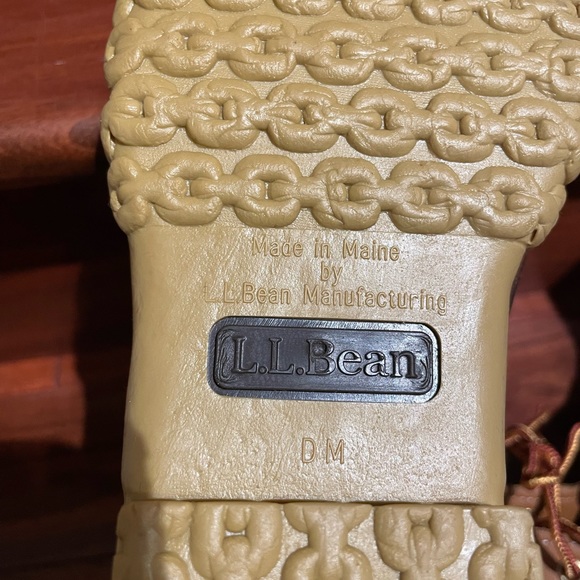 Made in Maine
by
L.L.Bean Manufacturing
L.L.Bean
DM